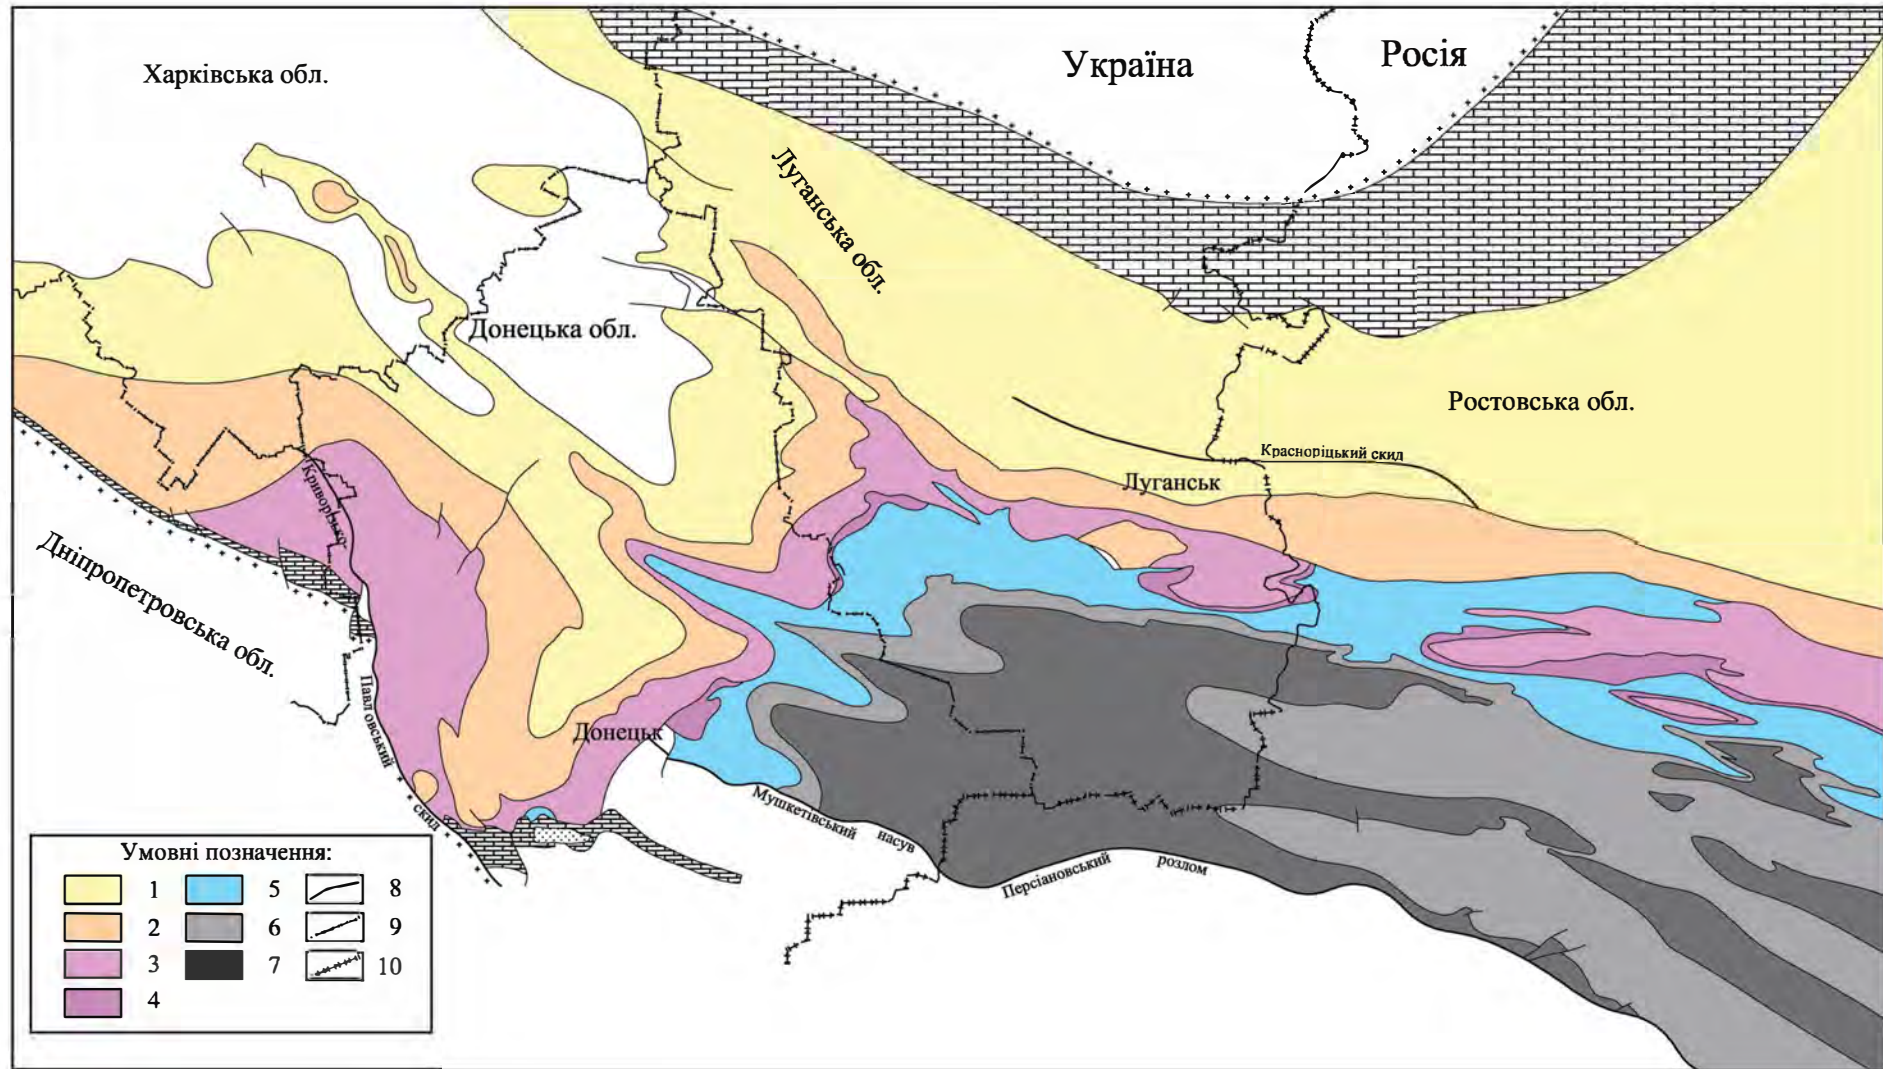 Харківська обл.
Україна
Росія
Луганська обл.
Донецька обл.
Ростовська обл.
Красноріцький скид
Луганськ
Криворізько-
Дніпропетровська обл.
Павловський
Донецьк
скид
Мушкетівський насув
Персіановський розлом
Умовні позначення:
1 5 8
2 6 9
3 7 10
4